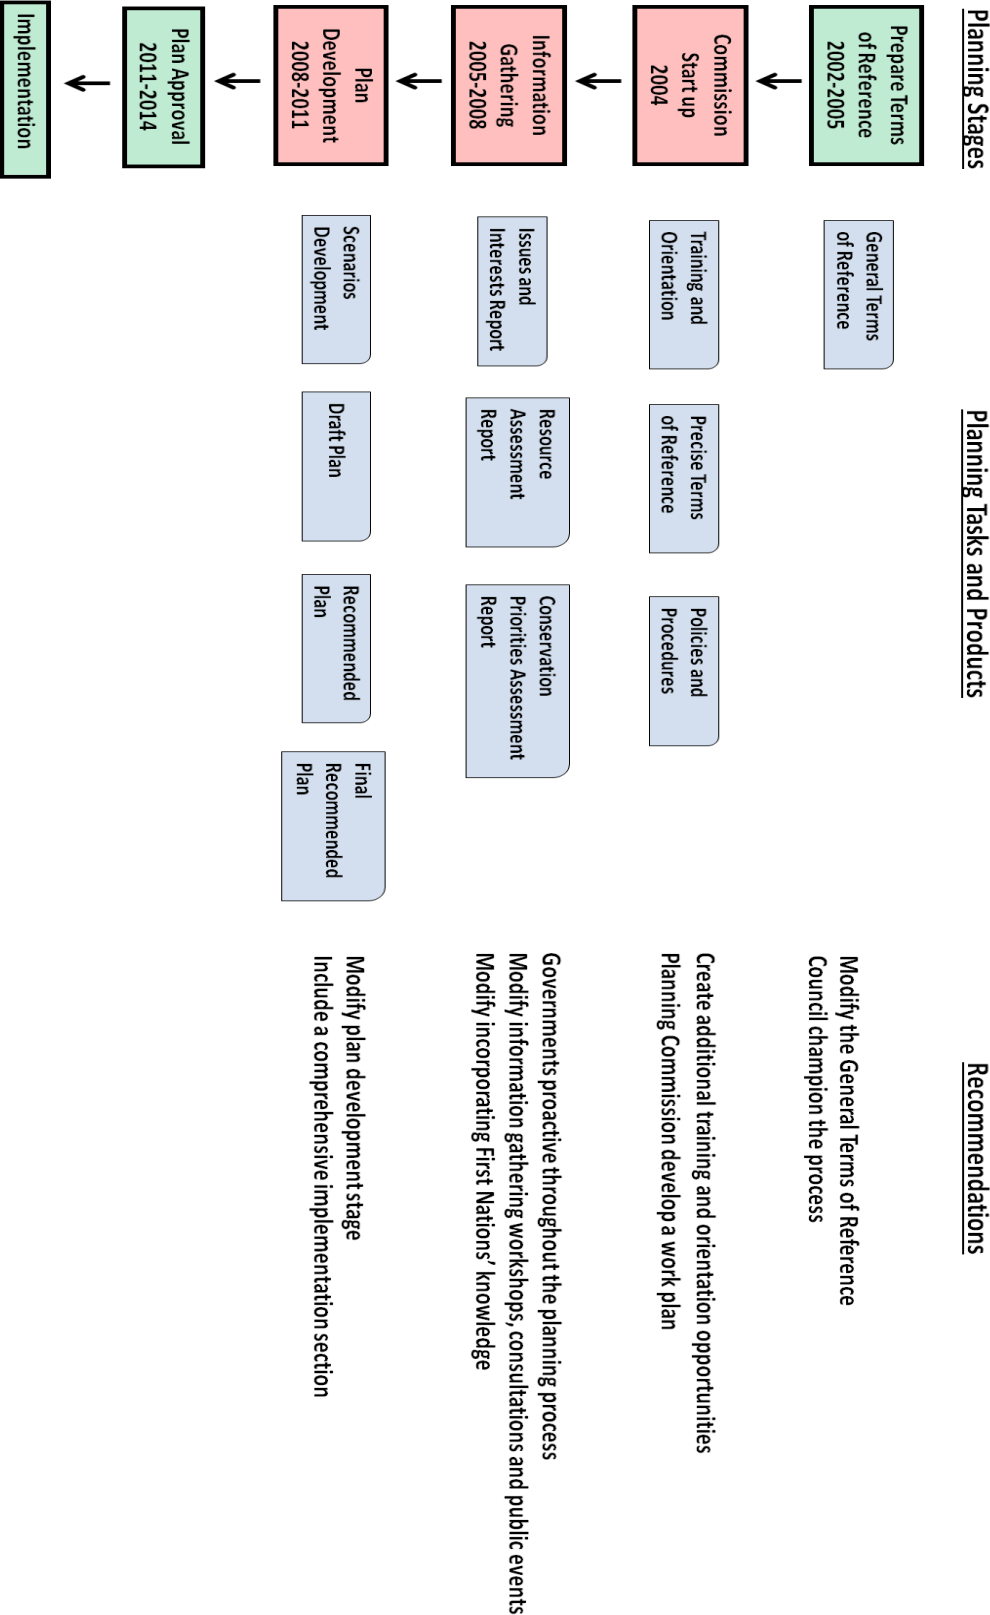 Planning Stages
Planning Tasks and Products
Recommendations
Prepare Terms
of Reference
2002-2005
General Terms
of Reference
Modify the General Terms of Reference
Council champion the process
Commission
Start up
2004
Training and
Orientation
Precise Terms
of Reference
Policies and
Procedures
Create additional training and orientation opportunities
Planning Commission develop a work plan
Information
Gathering
2005-2008
Issues and
Interests Report
Resource
Assessment
Report
Conservation
Priorities Assessment
Report
Governments proactive throughout the planning process
Modify information gathering workshops, consultations and public events
Modify incorporating First Nations’ knowledge
Plan
Development
2008-2011
Scenarios
Development
Draft Plan
Recommended
Plan
Final
Recommended
Plan
Modify plan development stage
Include a comprehensive implementation section
Plan Approval
2011-2014
Implementation